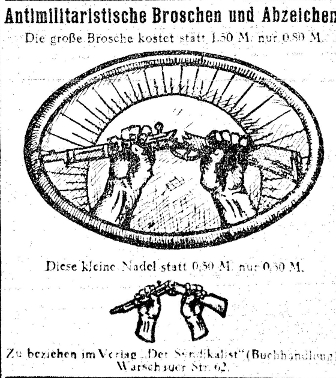 Antimilitaristische Broschen und Abzeichen
Die große Brosche kostet statt 1.50 M. nur 0.80 M.
Diese kleine Nadel statt 0,50 M. nur 0,30 M.
Zu beziehen im Verlag „Der Syndikalist“ (Buchhandlung)
Warschauer Str. 62.